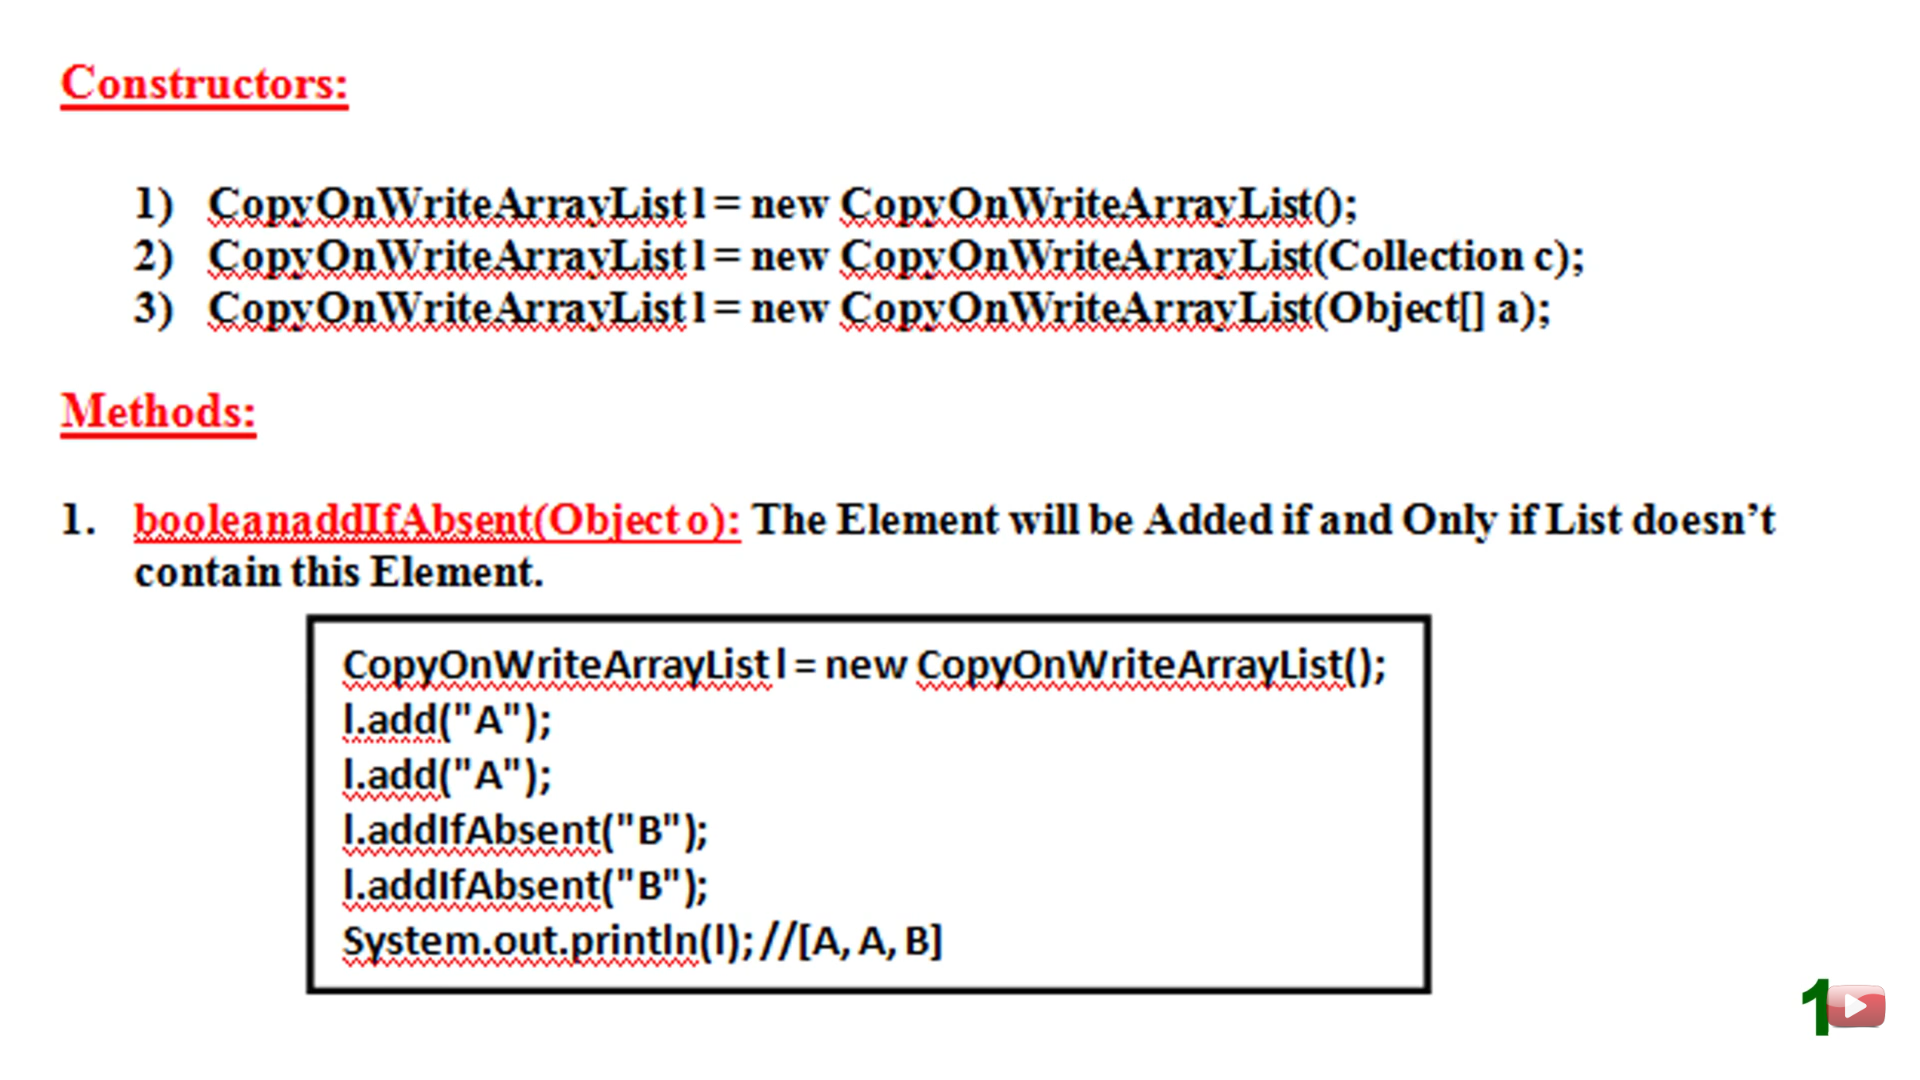 Constructors:
1) CopyOnWriteArrayList l = new CopyOnWriteArrayList();
2) CopyOnWriteArrayList l = new CopyOnWriteArrayList(Collection c);
3) CopyOnWriteArrayList l = new CopyOnWriteArrayList(Object[] a);
Methods:
1. booleanaddIfAbsent(Object o): The Element will be Added if and Only if List doesn’t
contain this Element.
CopyOnWriteArrayList l = new CopyOnWriteArrayList();
l.add("A");
l.add("A");
l.addIfAbsent("B");
l.addIfAbsent("B");
System.out.println(l); //[A, A, B]
1